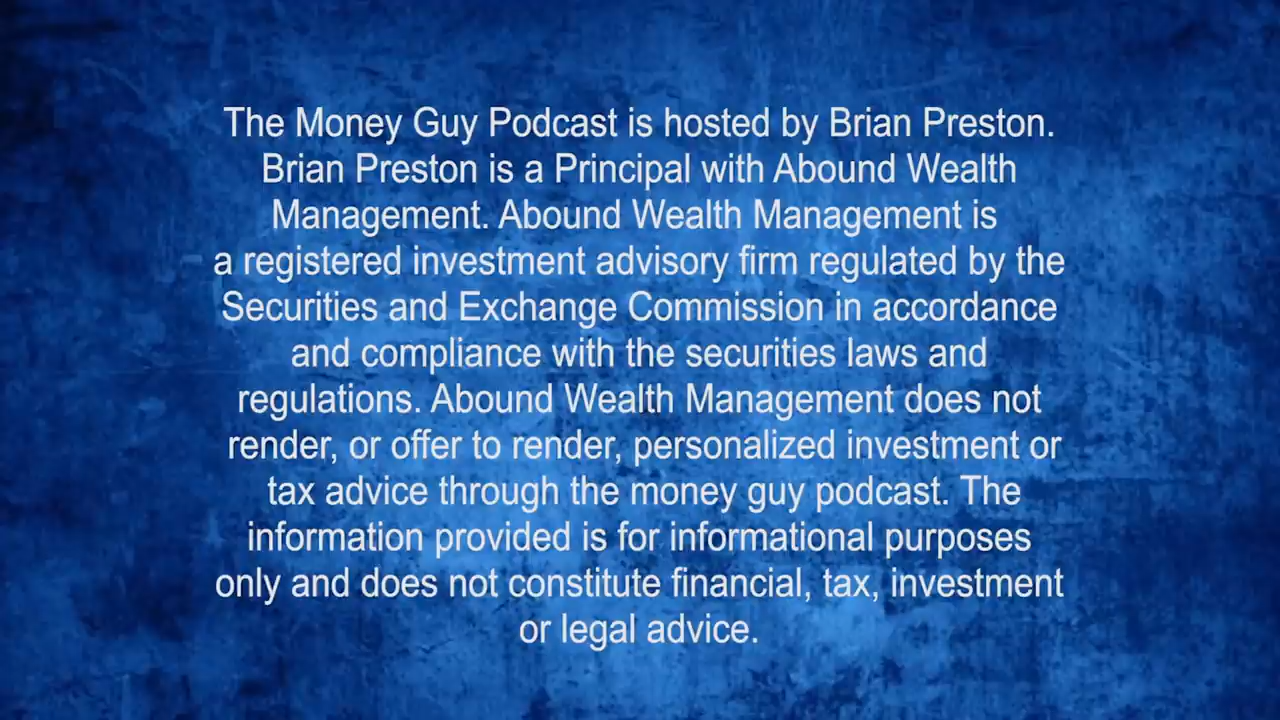 The Money Guy Podcast is hosted by Brian Preston.
Brian Preston is a Principal with Abound Wealth
Management. Abound Wealth Management is
a registered investment advisory firm regulated by the
Securities and Exchange Commission in accordance
and compliance with the securities laws and
regulations. Abound Wealth Management does not
render, or offer to render, personalized investment or
tax advice through the money guy podcast. The
information provided is for informational purposes
only and does not constitute financial, tax, investment
or legal advice.